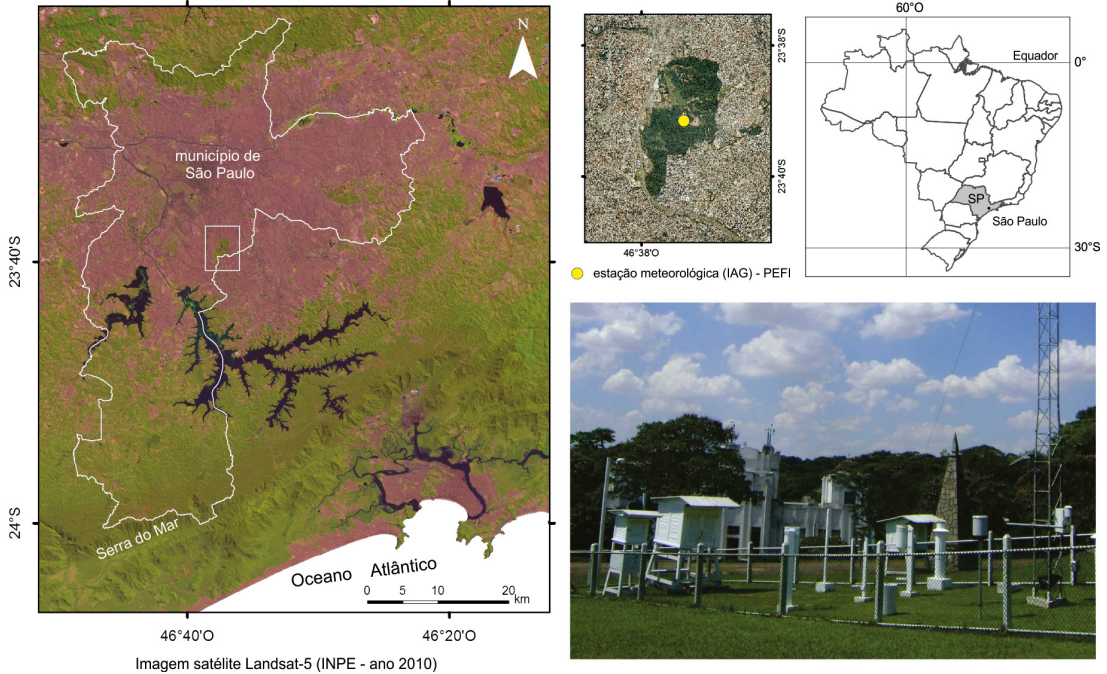 N
município de
São Paulo
23°40'S
24°S
Serra do Mar
Oceano Atlântico
0 5 10 20
km
46°40'O
46°20'O
Imagem satélite Landsat-5 (INPE - ano 2010)
23°38'S
23°40'S
46°38'O
estação meteorológica (IAG) - PEFI
60°O
Equador
0°
SP
São Paulo
30°S